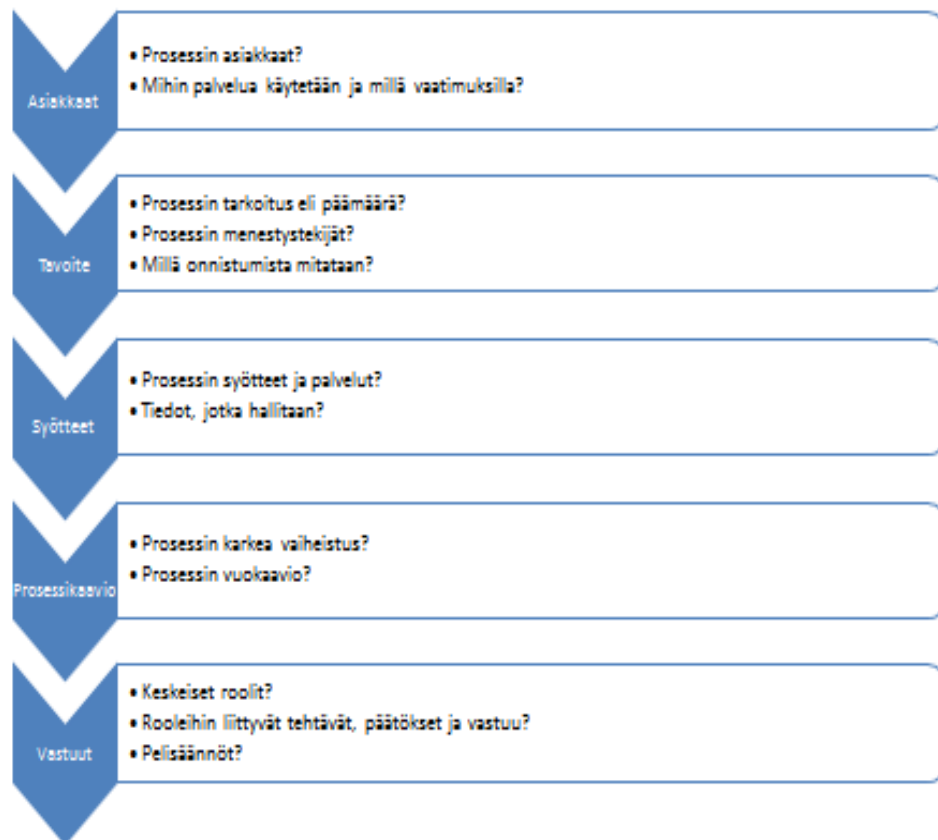 Asiakkaat
• Prosessin asiakkaat?
• Mihin palvelua käytetään ja millä vaatimuksilla?
Tavoite
• Prosessin tarkoitus eli päämäärä?
• Prosessin menestystekijät?
• Millä onnistumista mitataan?
Syötteet
• Prosessin syötteet ja palvelut?
• Tiedot, jotka hallitaan?
Prosessikaavio
• Prosessin karkea vaiheistus?
• Prosessin vuokaavio?
Vastuut
• Keskeiset roolit?
• Rooleihin liittyvät tehtävät, päätökset ja vastuu?
• Pelisäännöt?